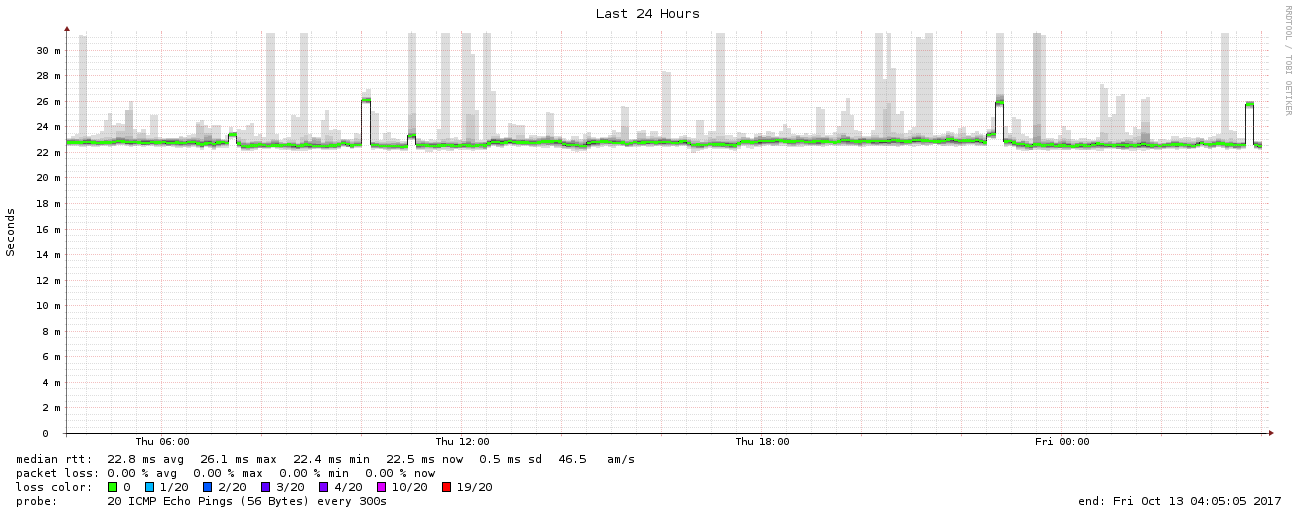 Last 24 Hours
RRDTOOL / TOBI OETIKER
Seconds
30 m
28 m
26 m
24 m
22 m
20 m
18 m
16 m
14 m
12 m
10 m
8 m
6 m
4 m
2 m
0
Thu 06:00 Thu 12:00 Thu 18:00 Fri 00:00
median rtt: 22.8 ms avg 26.1 ms max 22.4 ms min 22.5 ms now 0.5 ms sd 46.5 am/s
packet loss: 0.00 % avg 0.00 % max 0.00 % min 0.00 % now
loss color: 0 1/20 2/20 3/20 4/20 10/20 19/20
probe: 20 ICMP Echo Pings (56 Bytes) every 300s end: Fri Oct 13 04:05:05 2017